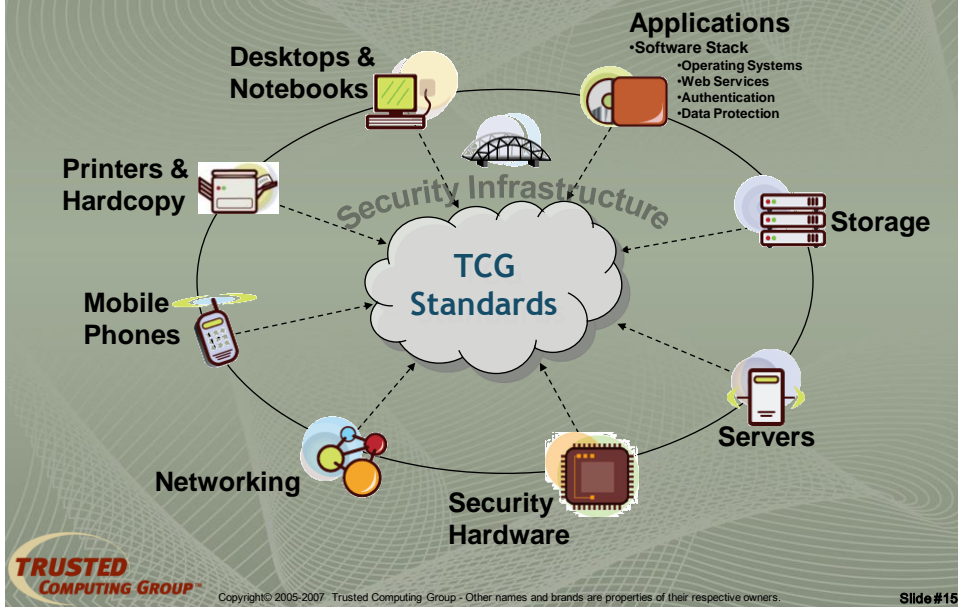 Applications
•Software Stack
•Operating Systems
•Web Services
•Authentication
•Data Protection
Desktops &
Notebooks
Printers &
Hardcopy
Security Infrastructure
Storage
TCG
Standards
Mobile
Phones
Servers
Networking
Security
Hardware
TRUSTED
COMPUTING GROUP™
Copyright© 2005-2007 Trusted Computing Group - Other names and brands are properties of their respective owners.
Slide #15